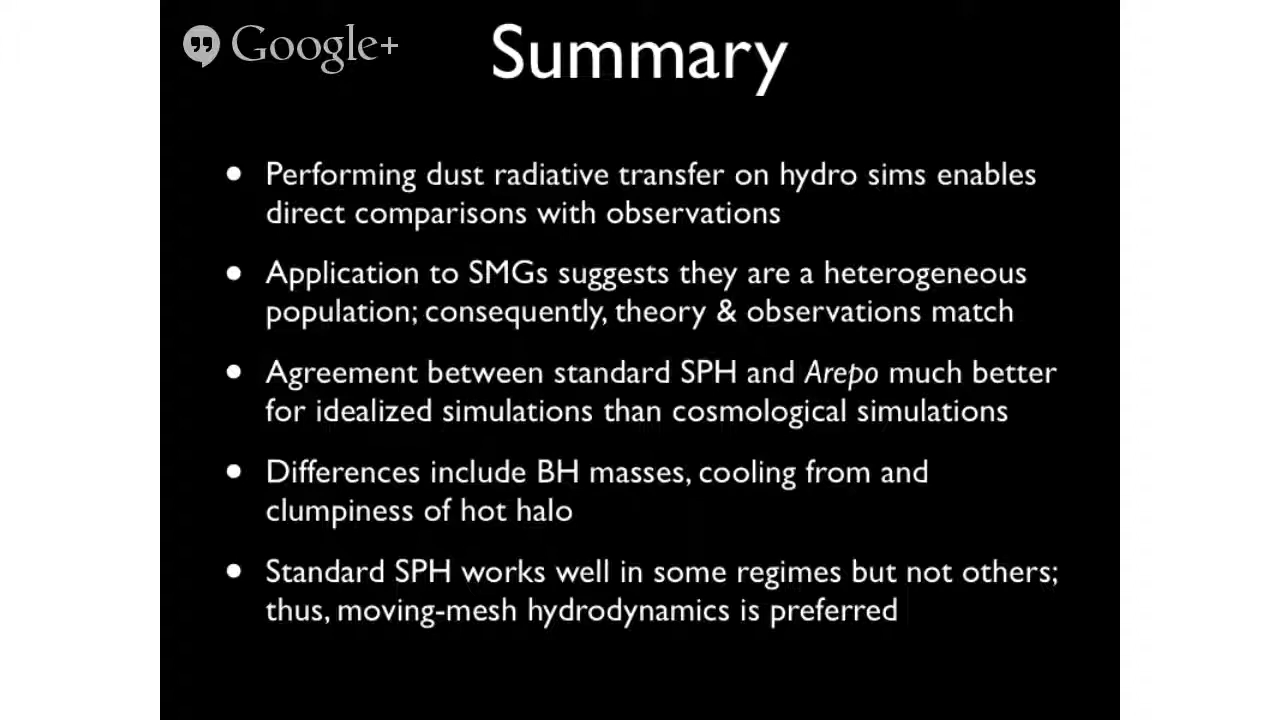 Google+
Summary
• Performing dust radiative transfer on hydro sims enables
direct comparisons with observations
• Application to SMGs suggests they are a heterogeneous
population; consequently, theory & observations match
• Agreement between standard SPH and Arepo much better
for idealized simulations than cosmological simulations
• Differences include BH masses, cooling from and
clumpiness of hot halo
• Standard SPH works well in some regimes but not others;
thus, moving-mesh hydrodynamics is preferred